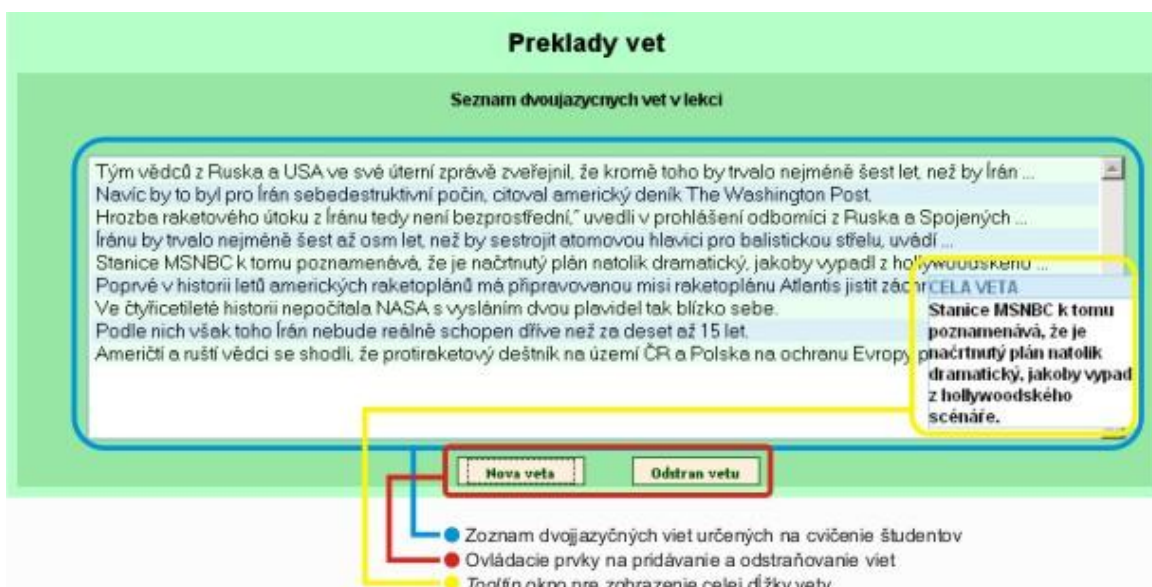 Preklady vet
Seznam dvoujazycnych vet v lekci
Tým vědců z Ruska a USA ve své úterní zprávě zveřejnil, že kromě toho by trvalo nejméně šest let, než by Írán ...
Navíc by to byl pro Írán sebedestruktivní počin, citoval americký deník The Washington Post.
Hrozba raketového útoku z Íránu tedy není bezprostřední," uvedli v prohlášení odborníci z Ruska a Spojených ...
Íránu by trvalo nejméně šest až osm let, než by sestrojit atomovou hlavici pro balistickou střelu, uvádí ...
Stanice MSNBC k tomu poznamenává, že je načrtnutý plán natolik dramatický, jakoby vypadl z hollywoodského ...
Poprvé v historii letů amerických raketoplánů má připravovanou misi raketoplánu Atlantis jistit záchr
Ve čtyřicetileté historii nepočítala NASA s vysláním dvou plavidel tak blízko sebe.
Podle nich však toho Írán nebude reálně schopen dříve než za deset až 15 let.
Američtí a ruští vědci se shodli, že protiraketový deštník na území ČR a Polska na ochranu Evropy p
CELA VETA
Stanice MSNBC k tomu
poznamenává, že je
načrtnutý plán natolik
dramatický, jakoby vypad
z hollywoodského
scénáře.
Nova veta Odstran vetu
Zoznam dvojjazyčných viet určených na cvičenie študentov
Ovládacie prvky na pridávanie a odstraňovanie viet
Tooltip okno pre zobrazenie celej dĺžky vety